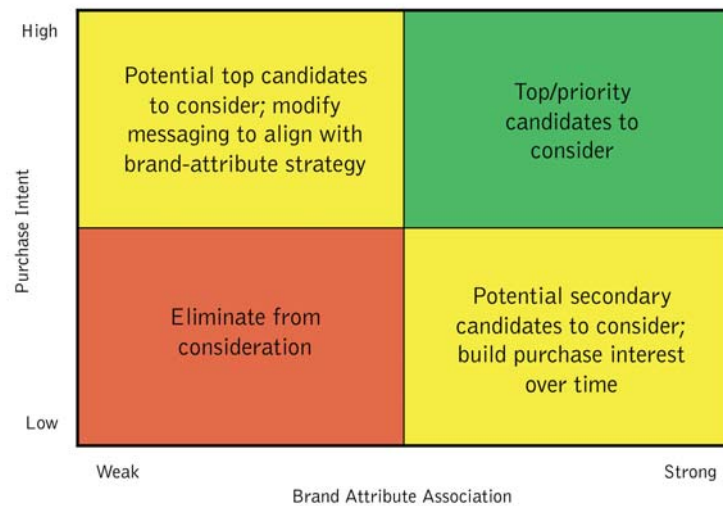 High
Potential top candidates
to consider; modify
messaging to align with
brand-attribute strategy
Top/priority
candidates to
consider
Purchase Intent
Eliminate from
consideration
Potential secondary
candidates to consider;
build purchase interest
over time
Low
Weak
Strong
Brand Attribute Association